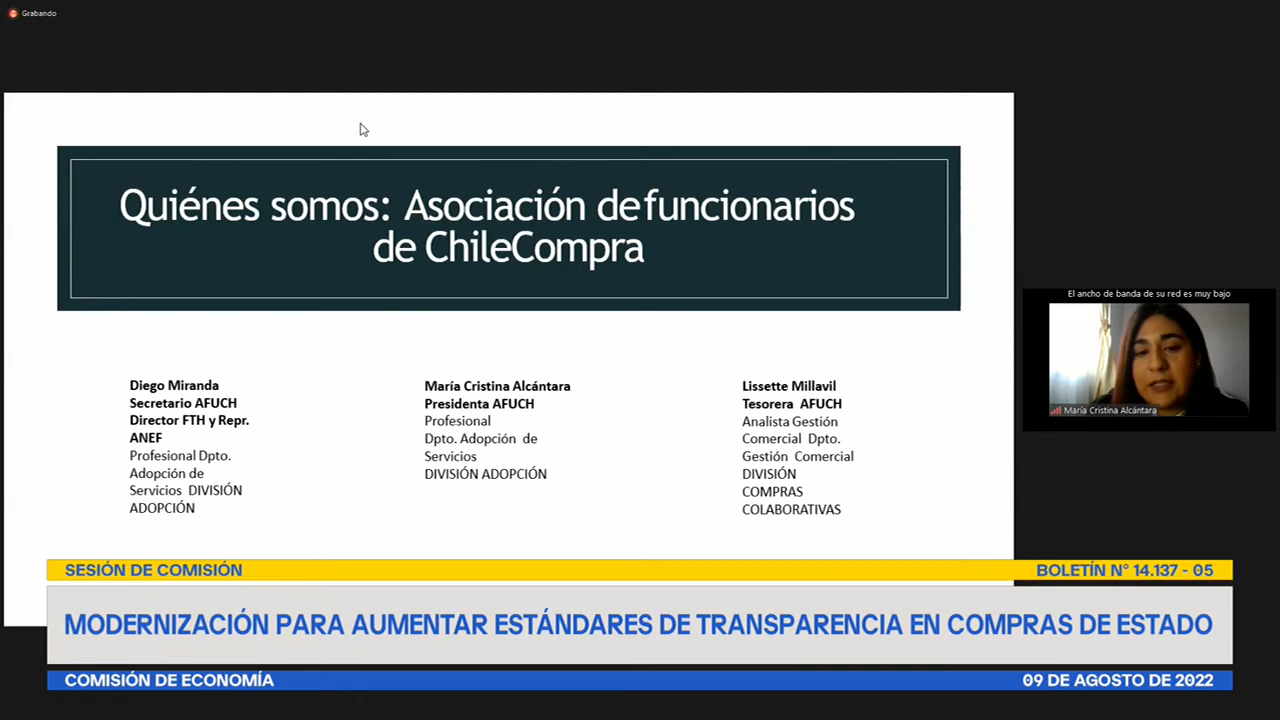 Grabando
Quiénes somos: Asociación de funcionarios
de ChileCompra
Diego Miranda
Secretario AFUCH
Director FTH y Repr.
ANEF
Profesional Dpto.
Adopción de
Servicios DIVISIÓN
ADOPCIÓN
María Cristina Alcántara
Presidenta AFUCH
Profesional
Dpto. Adopción de
Servicios
DIVISIÓN ADOPCIÓN
Lissette Millavil
Tesorera AFUCH
Analista Gestión
Comercial Dpto.
Gestión Comercial
DIVISIÓN
COMPRAS
COLABORATIVAS
El ancho de banda de su red es muy bajo
María Cristina Alcántara
SESIÓN DE COMISIÓN
BOLETÍN N° 14.137 - 05
MODERNIZACIÓN PARA AUMENTAR ESTÁNDARES DE TRANSPARENCIA EN COMPRAS DE ESTADO
COMISIÓN DE ECONOMÍA
09 DE AGOSTO DE 2022